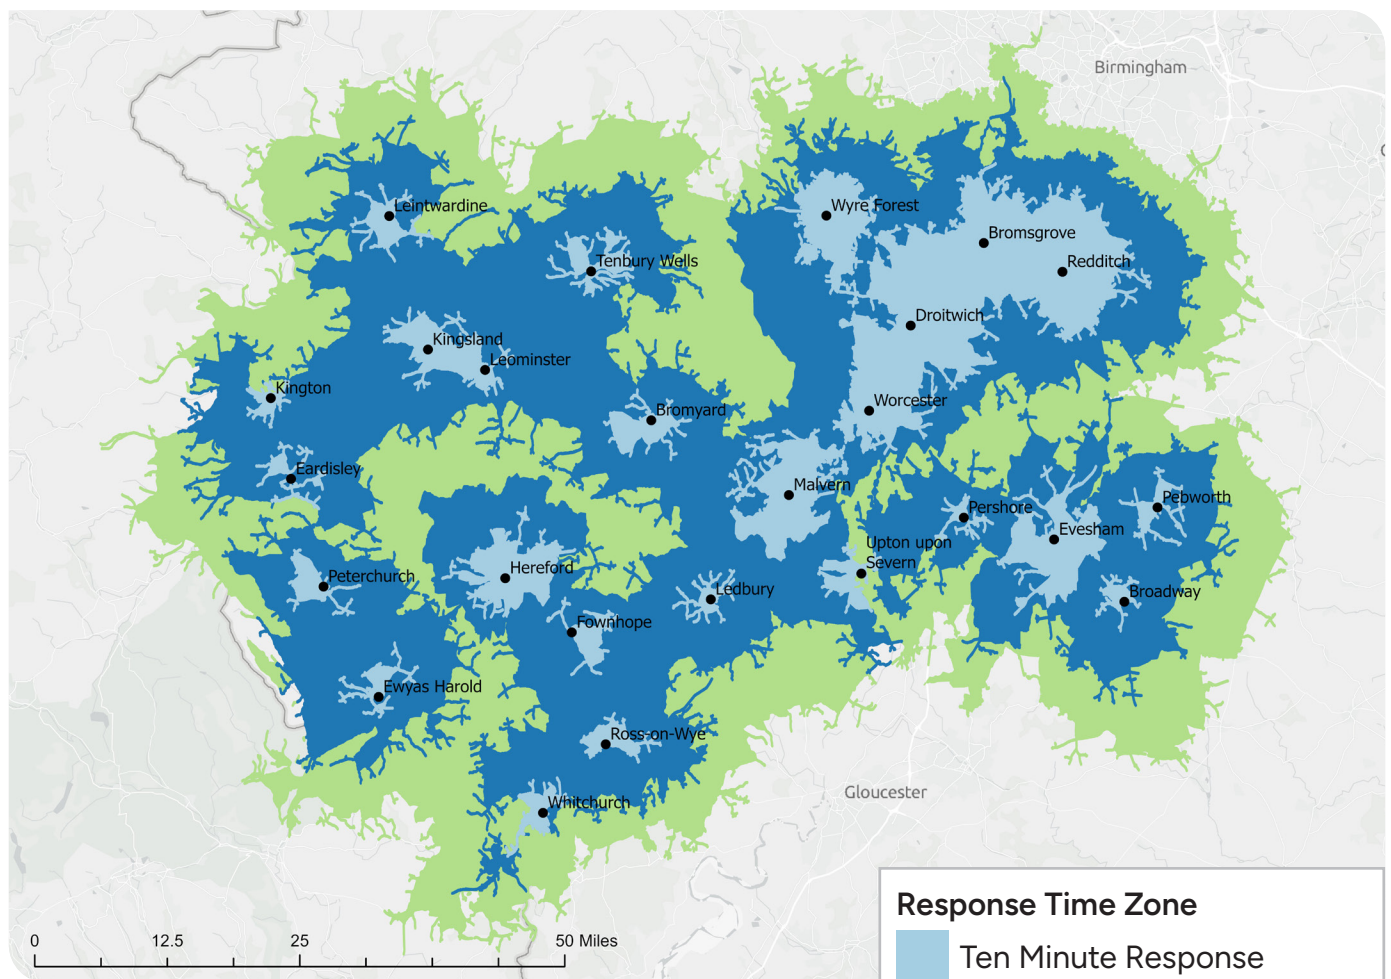 Birmingham
Leintwardine
Wyre Forest
Bromsgrove
Tenbury Wells
Redditch
Droitwich
Kingsland
Leominster
Kington
Worcester
Bromyard
Eardisley
Malvern
Pebworth
Pershore
Evesham
Upton upon
Severn
Hereford
Peterchurch
Ledbury
Broadway
Fownhope
Ewyas Harold
Ross-on-Wye
Gloucester
Whitchurch
Response Time Zone
Ten Minute Response
0 12.5 25 50 Miles